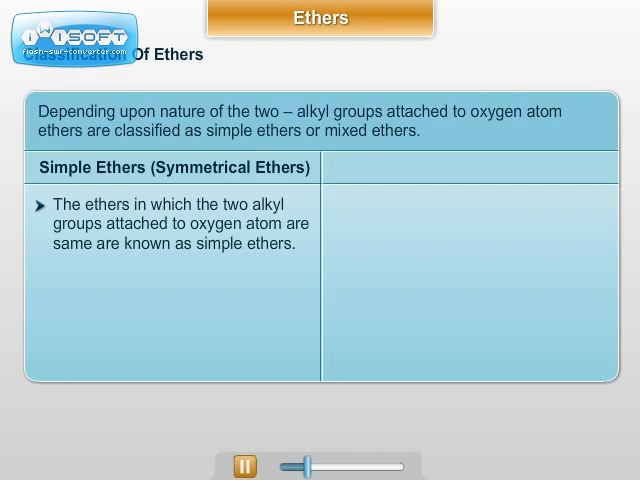 Ethers
iWiSOFT
flash-swf-converter.com
Classification Of Ethers
Depending upon nature of the two – alkyl groups attached to oxygen atom
ethers are classified as simple ethers or mixed ethers.
Simple Ethers (Symmetrical Ethers)
The ethers in which the two alkyl
groups attached to oxygen atom are
same are known as simple ethers.